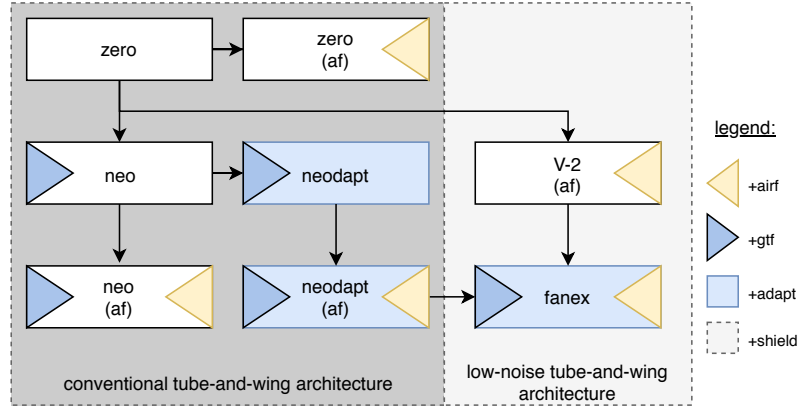 zero
zero
(af)
neo
neodapt
V-2
(af)
neo
(af)
neodapt
(af)
fanex
conventional tube-and-wing architecture
low-noise tube-and-wing
architecture
legend:
+airf
+gtf
+adapt
+shield